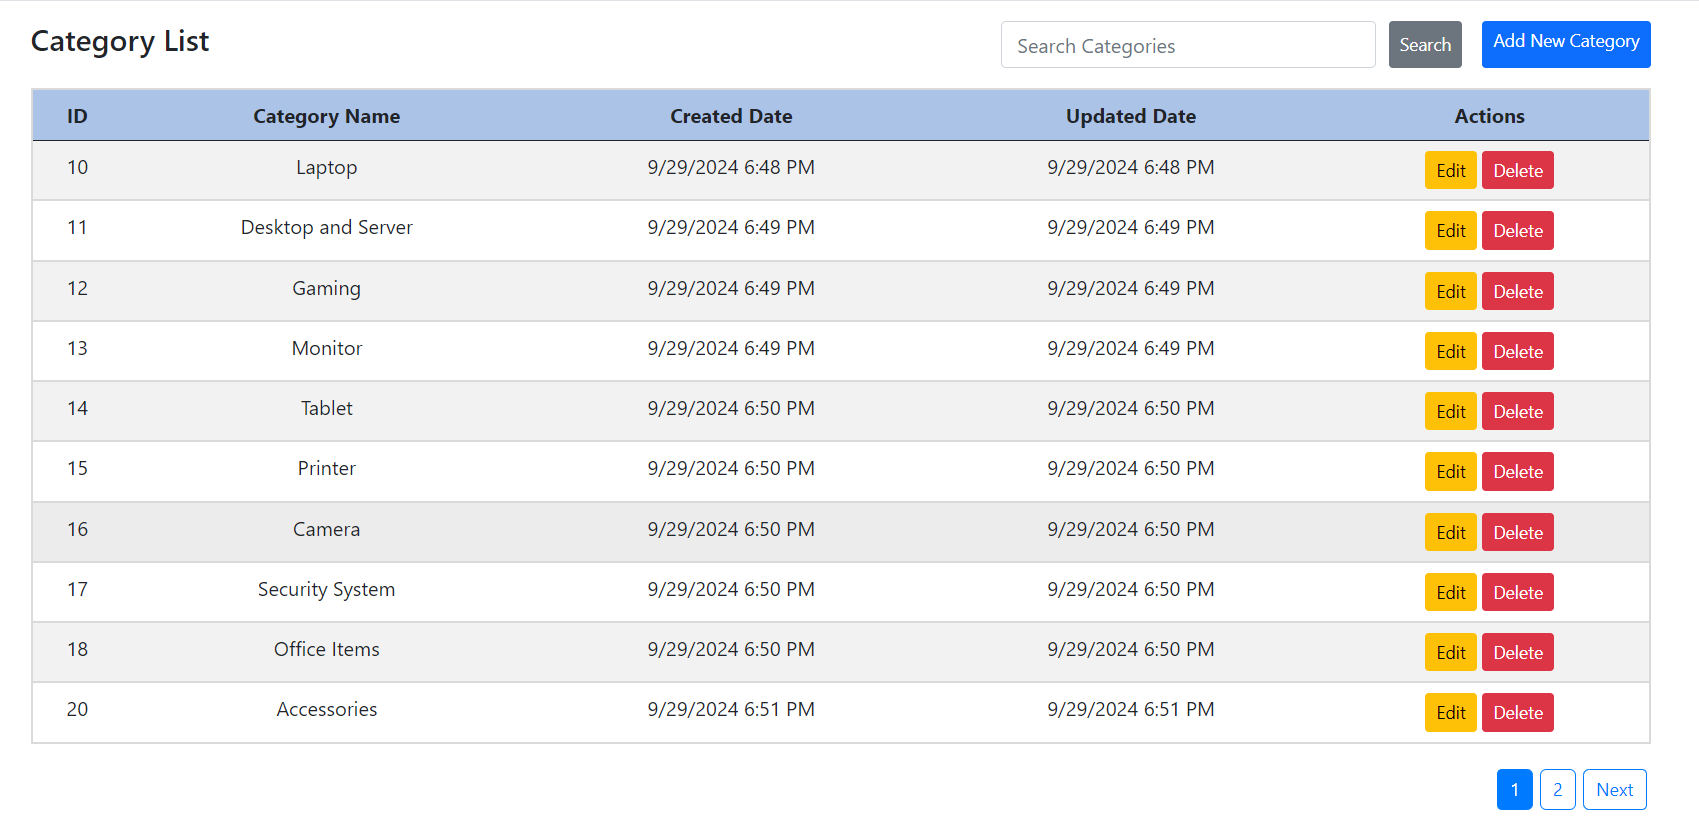 Category List
Search Categories
Search
Add New Category
ID Category Name Created Date Updated Date Actions
10 Laptop 9/29/2024 6:48 PM 9/29/2024 6:48 PM Edit Delete
11 Desktop and Server 9/29/2024 6:49 PM 9/29/2024 6:49 PM Edit Delete
12 Gaming 9/29/2024 6:49 PM 9/29/2024 6:49 PM Edit Delete
13 Monitor 9/29/2024 6:49 PM 9/29/2024 6:49 PM Edit Delete
14 Tablet 9/29/2024 6:50 PM 9/29/2024 6:50 PM Edit Delete
15 Printer 9/29/2024 6:50 PM 9/29/2024 6:50 PM Edit Delete
16 Camera 9/29/2024 6:50 PM 9/29/2024 6:50 PM Edit Delete
17 Security System 9/29/2024 6:50 PM 9/29/2024 6:50 PM Edit Delete
18 Office Items 9/29/2024 6:50 PM 9/29/2024 6:50 PM Edit Delete
20 Accessories 9/29/2024 6:51 PM 9/29/2024 6:51 PM Edit Delete
1 2 Next